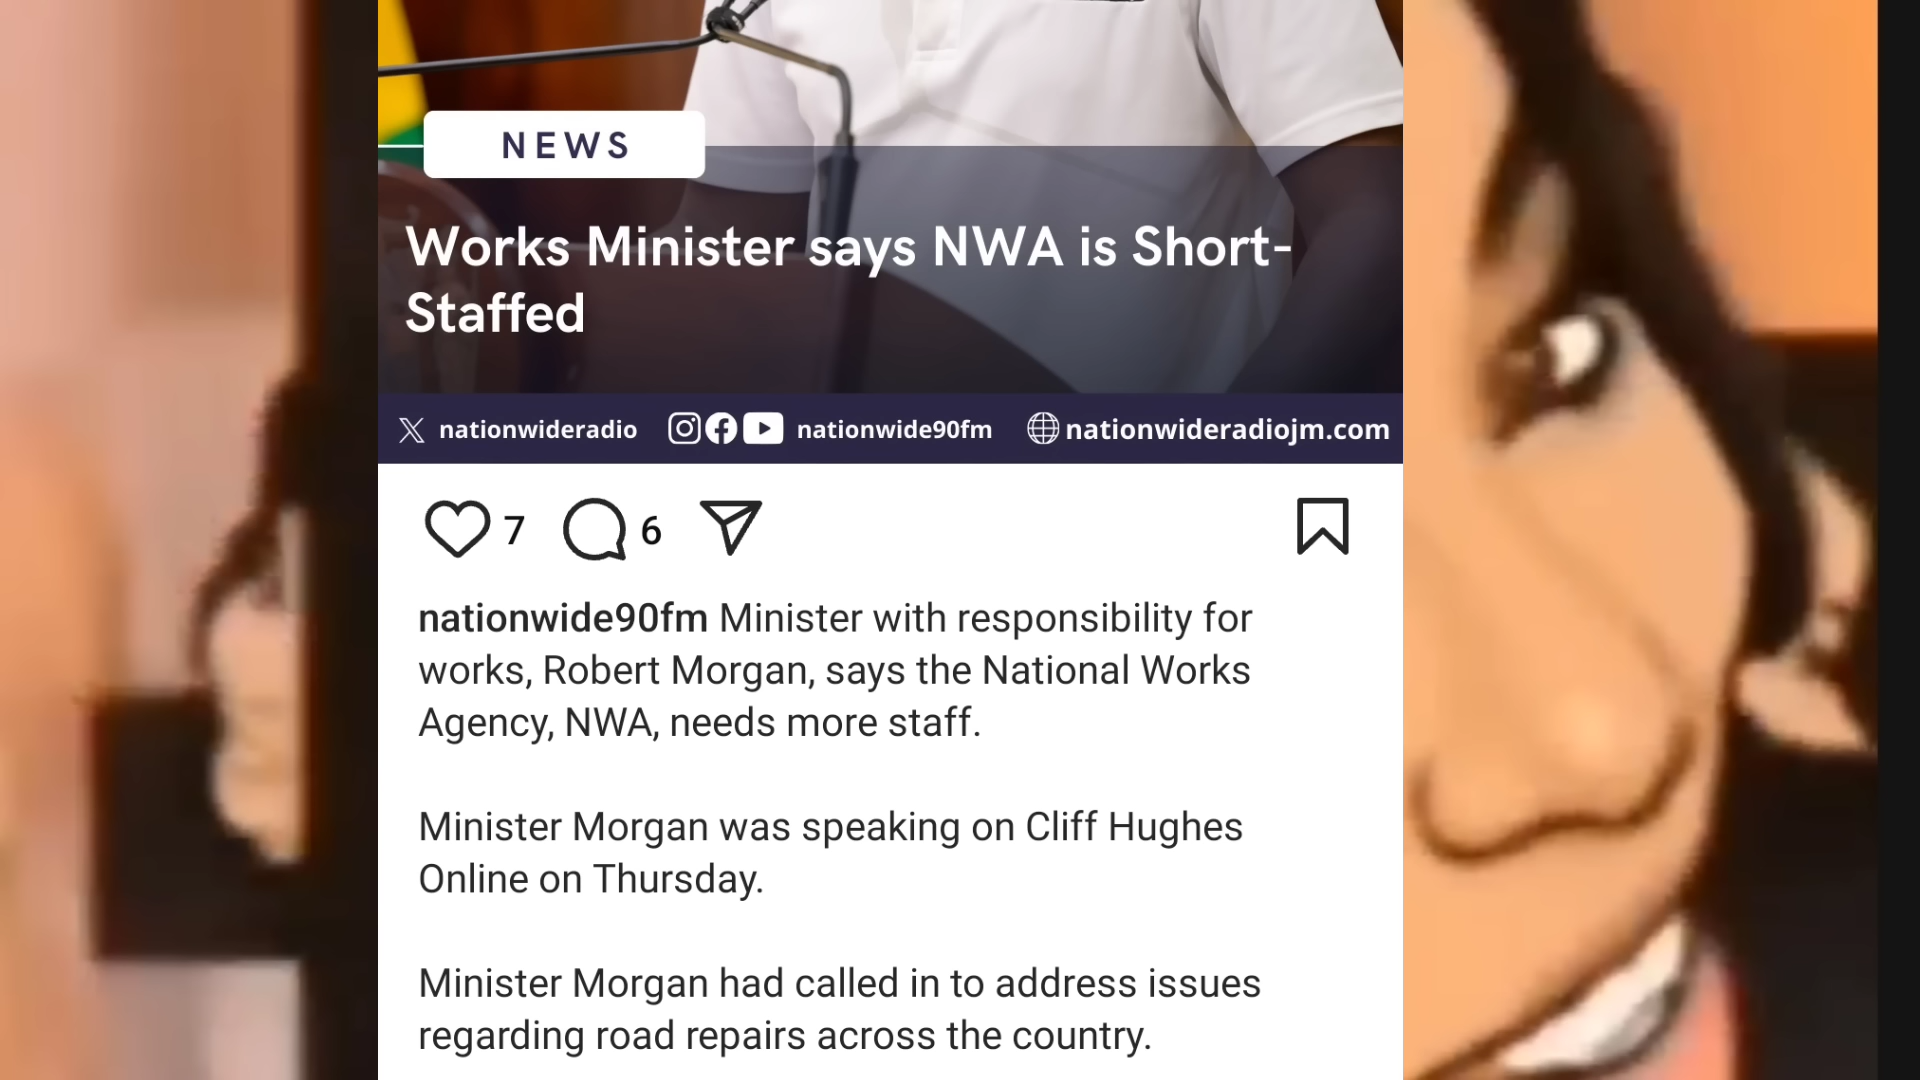 NEWS
Works Minister says NWA is Short-
Staffed
nationwideradio nationwide90fm nationwideradiojm.com
7 6
nationwide90fm Minister with responsibility for
works, Robert Morgan, says the National Works
Agency, NWA, needs more staff.
Minister Morgan was speaking on Cliff Hughes
Online on Thursday.
Minister Morgan had called in to address issues
regarding road repairs across the country.